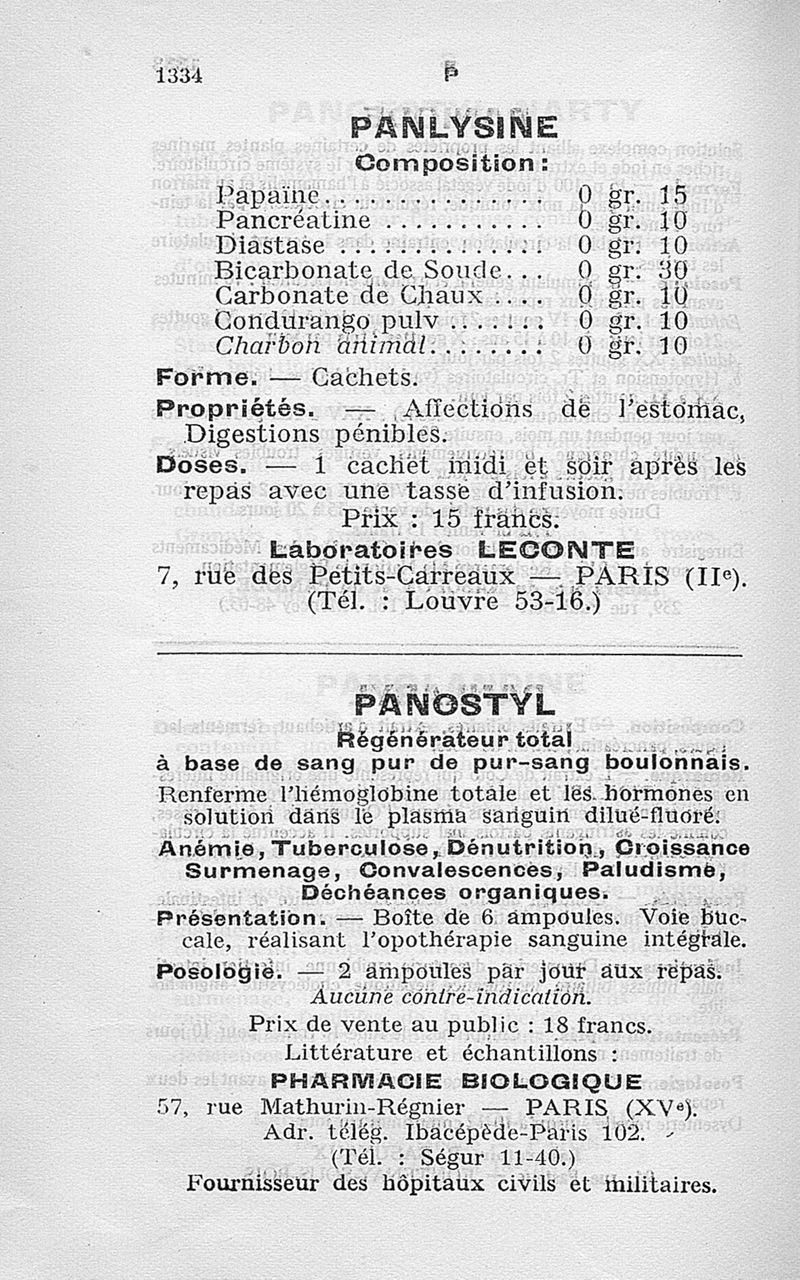 1334
P
PANLYSINE
Composition :
Papaïne................ 0 gr. 15
Pancréatine ............ 0 gr. 10
Diastase ............... 0 gr. 10
Bicarbonate de Soude... 0 gr. 30
Carbonate de Chaux .... 0 gr. 10
Condurango pulv ....... 0 gr. 10
Charbon animal......... 0 gr. 10
Forme. — Cachets.
Propriétés. — Affections de l'estomac,
Digestions pénibles.
Doses. — 1 cachet midi et soir après les
repas avec une tasse d'infusion.
Prix : 15 francs.
Laboratoires LECONTE
7, rue des Petits-Carreaux — PARIS (IIe).
(Tél. : Louvre 53-16.)
PANOSTYL
Régénérateur total
à base de sang pur de pur-sang boulonnais.
Renferme l'hémoglobine totale et les hormones en
solution dans le plasma sanguin dilué-fluoré.
Anémie, Tuberculose, Dénutrition, Croissance
Surmenage, Convalescences, Paludisme,
Déchéances organiques.
Présentation. — Boîte de 6 ampoules. Voie buc-
cale, réalisant l'opothérapie sanguine intégrale.
Posologie. — 2 ampoules par jour aux repas.
Aucune contre-indication.
Prix de vente au public : 18 francs.
Littérature et échantillons :
PHARMACIE BIOLOGIQUE
57, rue Mathurin-Régnier — PARIS (XVe).
Adr. télég. Ibacépède-Paris 102.
(Tél. : Ségur 11-40.)
Fournisseur des hôpitaux civils et militaires.